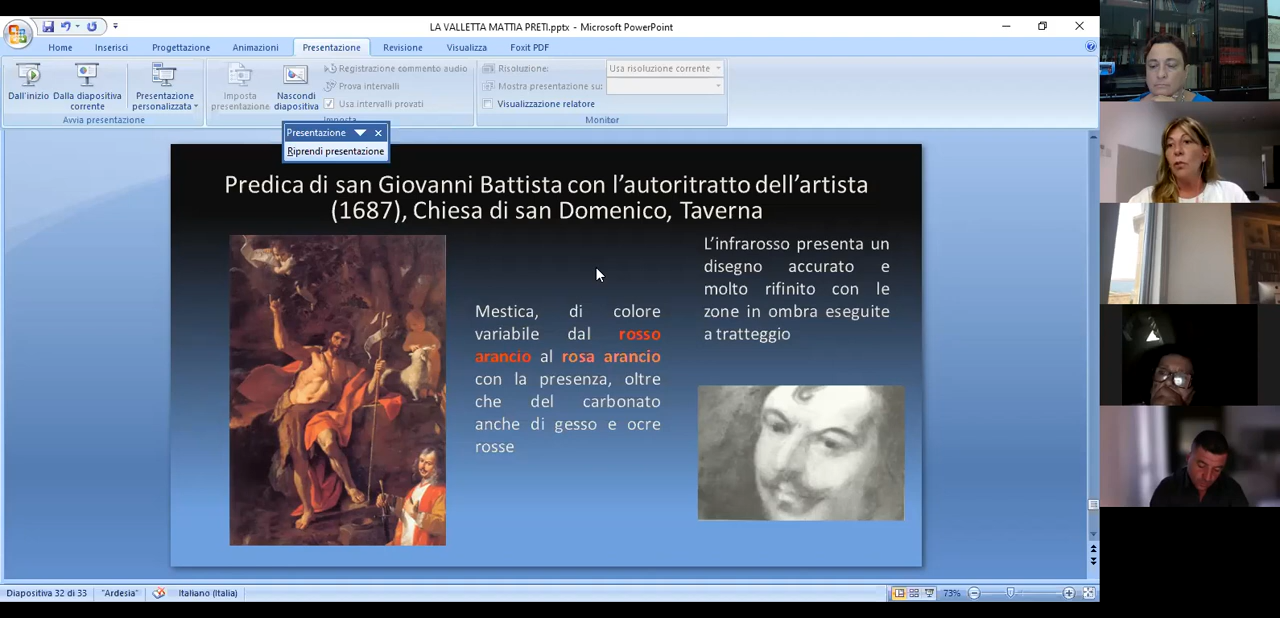 LA VALLETTA MATTIA PRETI.pptx - Microsoft PowerPoint
Home Inserisci Progettazione Animazioni Presentazione Revisione Visualizza Foxit PDF
Dall'inizio
Dalla diapositiva corrente
Presentazione personalizzata
Avvia presentazione
Imposta presentazione
Nascondi diapositiva
Registrazione commento audio
Prova intervalli
Usa intervalli provati
Imposta
Risoluzione: Usa risoluzione corrente
Mostra presentazione su:
Visualizzazione relatore
Monitor
Presentazione
Riprendi presentazione
Predica di san Giovanni Battista con l'autoritratto dell'artista
(1687), Chiesa di san Domenico, Taverna
Mestica, di colore
variabile dal rosso
arancio al rosa arancio
con la presenza, oltre
che del carbonato
anche di gesso e ocre
rosse
L'infrarosso presenta un
disegno accurato e
molto rifinito con le
zone in ombra eseguite
a tratteggio
Diapositiva 32 di 33 "Ardesia" Italiano (Italia) 73%